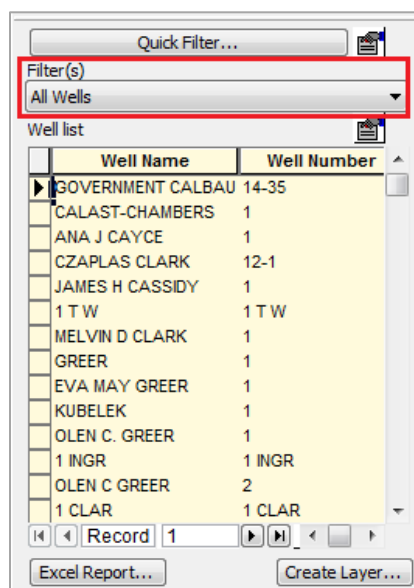 Quick Filter...
Filter(s)
All Wells
Well list
Well Name Well Number
GOVERNMENT CALBAU 14-35
CALAST-CHAMBERS 1
ANA J CAYCE 1
CZAPLAS CLARK 12-1
JAMES H CASSIDY 1
1 T W 1 T W
MELVIN D CLARK 1
GREER 1
EVA MAY GREER 1
KUBELEK 1
OLEN C. GREER 1
1 INGR 1 INGR
OLEN C GREER 2
1 CLAR 1 CLAR
Record 1
Excel Report... Create Layer...